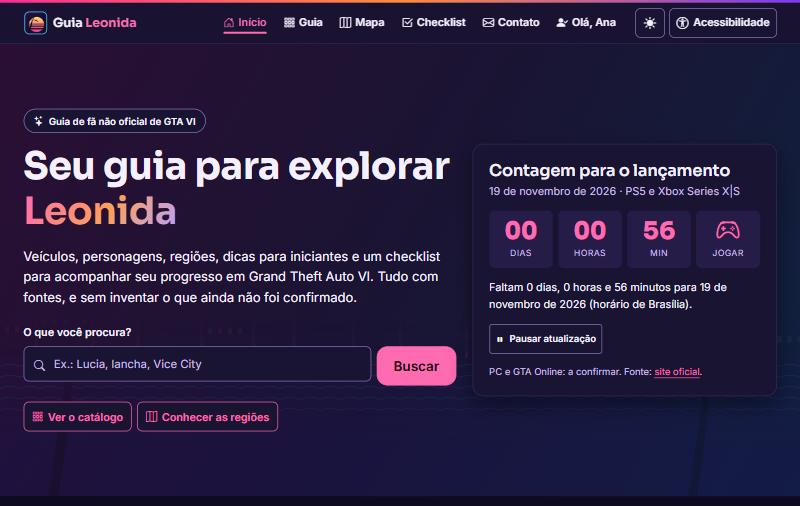 Guia Leonida
Início
Guia
Mapa
Checklist
Contato
Olá, Ana
Acessibilidade
Guia de fã não oficial de GTA VI
Seu guia para explorar
Leonida
Veículos, personagens, regiões, dicas para iniciantes e um checklist
para acompanhar seu progresso em Grand Theft Auto VI. Tudo com
fontes, e sem inventar o que ainda não foi confirmado.
O que você procura?
Ex.: Lucia, lancha, Vice City
Buscar
Ver o catálogo
Conhecer as regiões
Contagem para o lançamento
19 de novembro de 2026 · PS5 e Xbox Series X|S
00
DIAS
00
HORAS
56
MIN
JOGAR
Faltam 0 dias, 0 horas e 56 minutos para 19 de
novembro de 2026 (horário de Brasília).
Pausar atualização
PC e GTA Online: a confirmar. Fonte: site oficial.